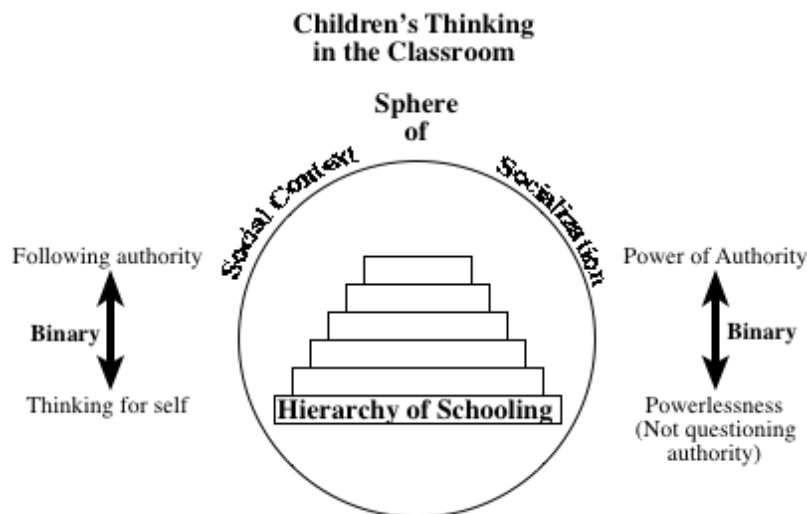 Children's Thinking
in the Classroom
Sphere
of
Social Context
Socialization
Following authority
Binary
Thinking for self
Hierarchy of Schooling
Power of Authority
Binary
Powerlessness
(Not questioning
authority)